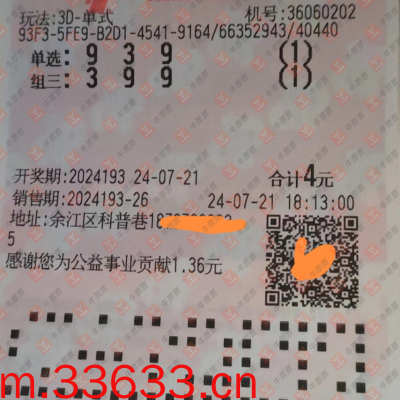 玩法:3D-单式 机号:36060202
93F3-5FE9-B2D1-4541-9164/66352943/40440
单选: 9 3 9 (1)
组三: 3 9 9 (1)
开奖期:2024193 24-07-21 合计4元
销售期:2024193-26 24-07-21 18:13:00
地址:余江区科普巷
5
感谢您为公益事业贡献1.36元
m.33633.cn